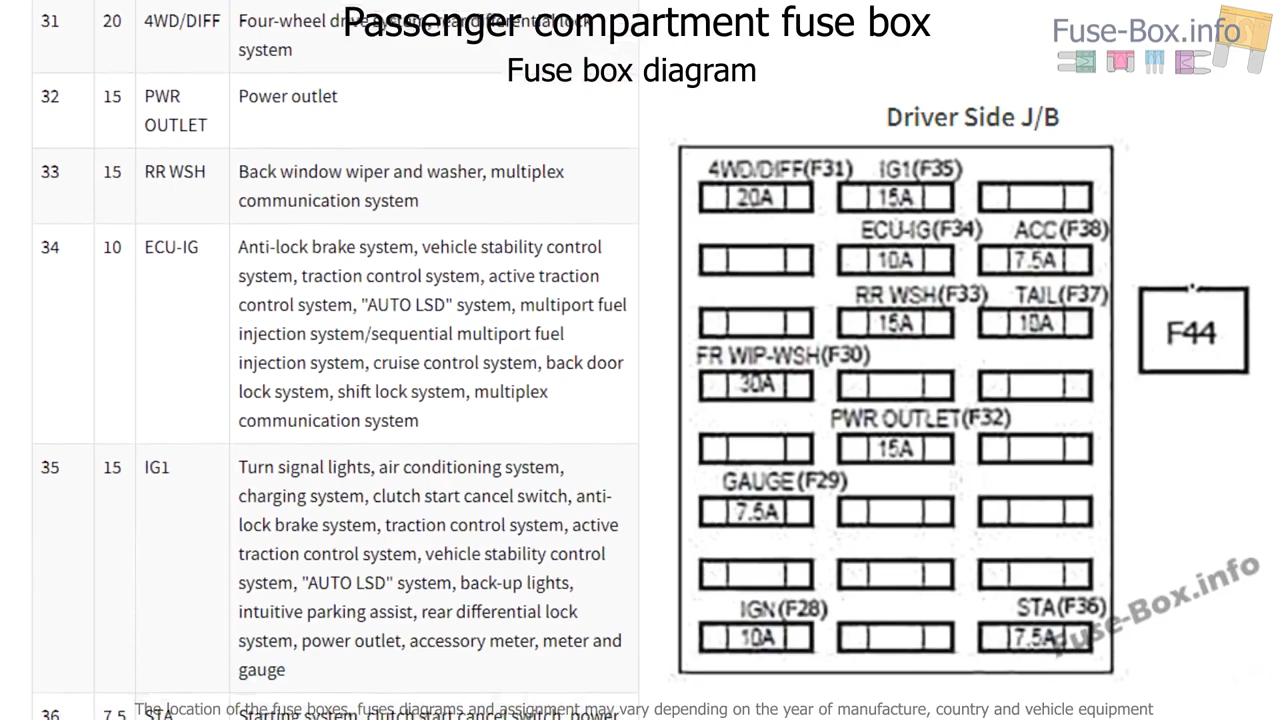 Passenger compartment fuse box
Fuse box diagram
Fuse-Box.info
31 20 4WD/DIFF Four-wheel drive system, rear differential lock
system
32 15 PWR Power outlet
OUTLET
33 15 RR WSH Back window wiper and washer, multiplex
communication system
34 10 ECU-IG Anti-lock brake system, vehicle stability control
system, traction control system, active traction
control system, "AUTO LSD" system, multiport fuel
injection system/sequential multiport fuel
injection system, cruise control system, back door
lock system, shift lock system, multiplex
communication system
35 15 IG1 Turn signal lights, air conditioning system,
charging system, clutch start cancel switch, anti-
lock brake system, traction control system, active
traction control system, vehicle stability control
system, "AUTO LSD" system, back-up lights,
intuitive parking assist, rear differential lock
system, power outlet, accessory meter, meter and
gauge
36 7.5 STA Starting system, clutch start cancel switch, power
Driver Side J/B
4WD/DIFF(F31) IG1(F35)
20A 15A
ECU-IG(F34) ACC(F38)
10A 7.5A
RR WSH(F33) TAIL(F37)
15A 10A
F44
FR WIP-WSH(F30)
30A
PWR OUTLET(F32)
15A
GAUGE(F29)
7.5A
IGN(F28) STA(F36)
10A 7.5A
Fuse-Box.info
The location of the fuse boxes, fuses diagrams and assignment may vary depending on the year of manufacture, country and vehicle equipment